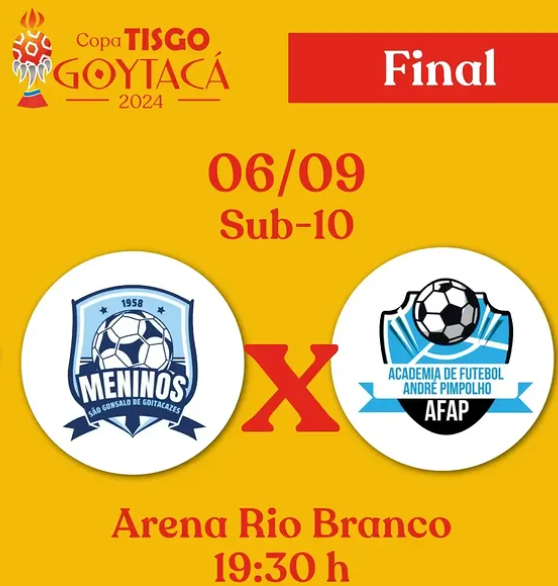 Copa TISGO
GOYTACÁ
2024
Final
06/09
Sub-10
1958
MENINOS
SÃO GONSALO DE GOITACAZES
X
ACADEMIA DE FUTEBOL
ANDRÉ PIMPOLHO
AFAP
Arena Rio Branco
19:30 h